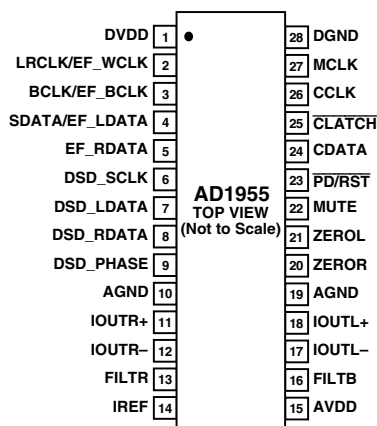 DVDD 1
LRCLK/EF_WCLK 2
BCLK/EF_BCLK 3
SDATA/EF_LDATA 4
EF_RDATA 5
DSD_SCLK 6
DSD_LDATA 7
DSD_RDATA 8
DSD_PHASE 9
AGND 10
IOUTR+ 11
IOUTR– 12
FILTR 13
IREF 14
AD1955
TOP VIEW
(Not to Scale)
28 DGND
27 MCLK
26 CCLK
25 CLATCH
24 CDATA
23 PD/RST
22 MUTE
21 ZEROL
20 ZEROR
19 AGND
18 IOUTL+
17 IOUTL–
16 FILTB
15 AVDD